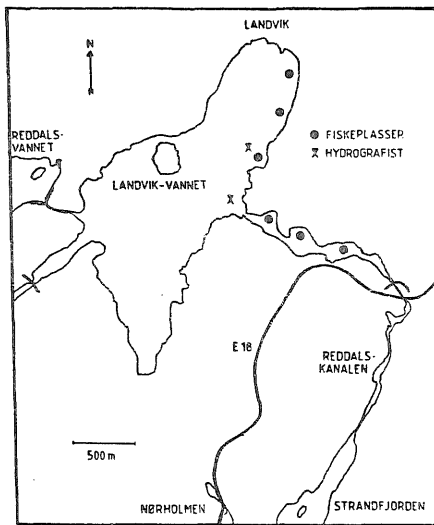 LANDVIK
N
REDDALS-
VANNET
FISKEPLASSER
HYDROGRAFIST
LANDVIK-VANNET
E 18
REDDALS-
KANALEN
500 m
NØRHOLMEN
STRANDFJORDEN